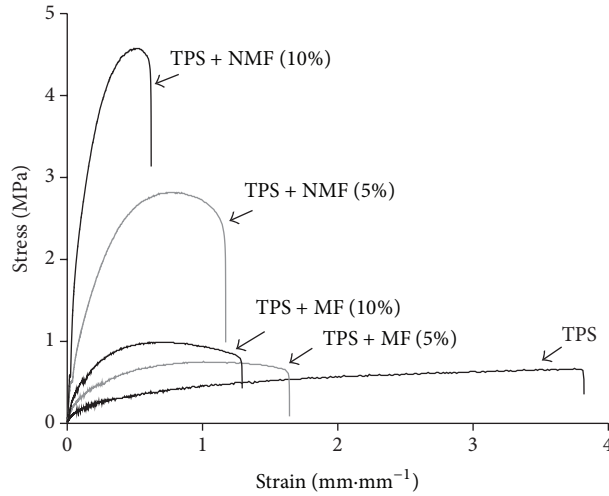 5
TPS + NMF (10%)
4
3
TPS + NMF (5%)
Stress (MPa)
2
TPS + MF (10%)
TPS + MF (5%)
TPS
1
0
0
1
2
3
4
Strain (mm·mm⁻¹)